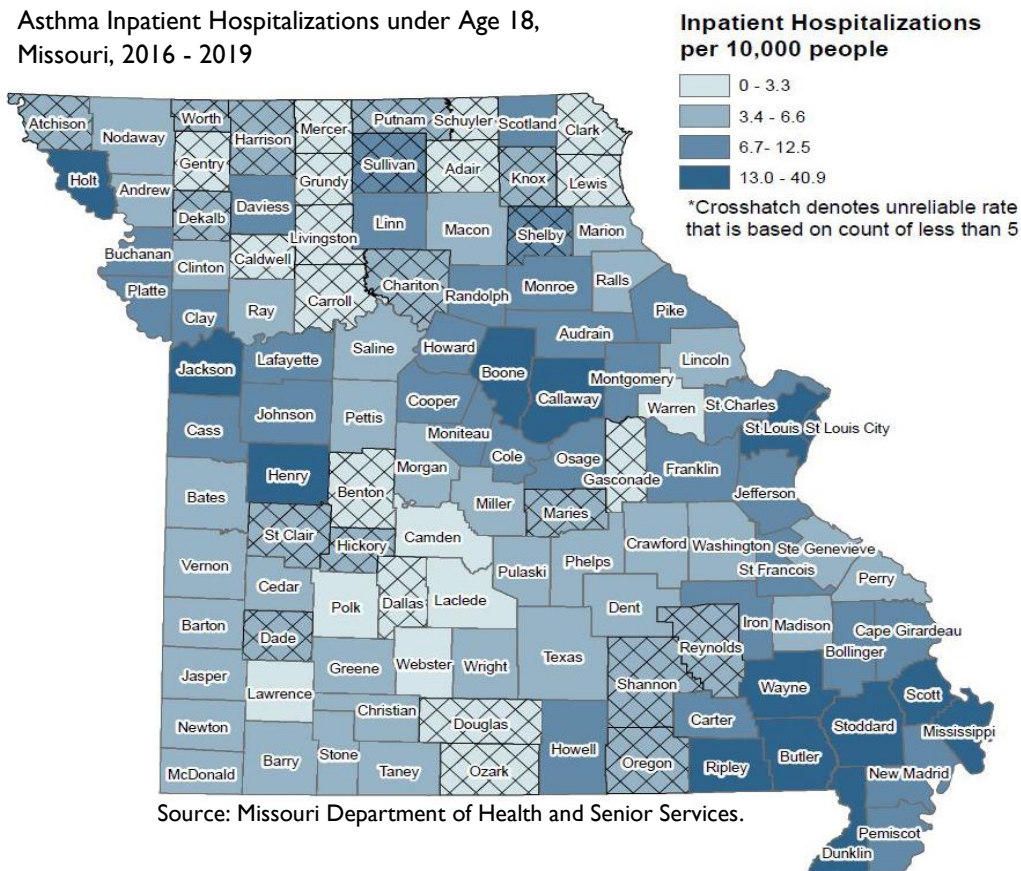 Asthma Inpatient Hospitalizations under Age 18,
Missouri, 2016 - 2019
Inpatient Hospitalizations
per 10,000 people
0 - 3.3
3.4 - 6.6
6.7- 12.5
13.0 - 40.9
*Crosshatch denotes unreliable rate
that is based on count of less than 5
Atchison
Nodaway
Worth
Harrison
Mercer
Putnam
Schuyler
Scotland
Clark
Gentry
Sullivan
Adair
Knox
Lewis
Holt
Andrew
Grundy
Daviess
Dekalb
Linn
Macon
Shelby
Marion
Livingston
Buchanan
Clinton
Caldwell
Chariton
Randolph
Monroe
Ralls
Platte
Clay
Ray
Carroll
Pike
Audrain
Jackson
Lafayette
Saline
Howard
Boone
Callaway
Montgomery
Lincoln
Warren
St Charles
St Louis
St Louis City
Cass
Johnson
Pettis
Cooper
Moniteau
Cole
Osage
Gasconade
Franklin
Jefferson
Bates
Henry
Benton
Morgan
Miller
Maries
St Clair
Hickory
Camden
Pulaski
Phelps
Crawford
Washington
Ste Genevieve
St Francois
Perry
Vernon
Cedar
Polk
Dallas
Laclede
Dent
Iron
Madison
Cape Girardeau
Bollinger
Barton
Dade
Greene
Webster
Wright
Texas
Reynolds
Shannon
Wayne
Scott
Jasper
Lawrence
Christian
Douglas
Howell
Carter
Stoddard
Mississippi
Newton
McDonald
Barry
Stone
Taney
Ozark
Oregon
Ripley
Butler
New Madrid
Pemiscot
Dunklin
Source: Missouri Department of Health and Senior Services.